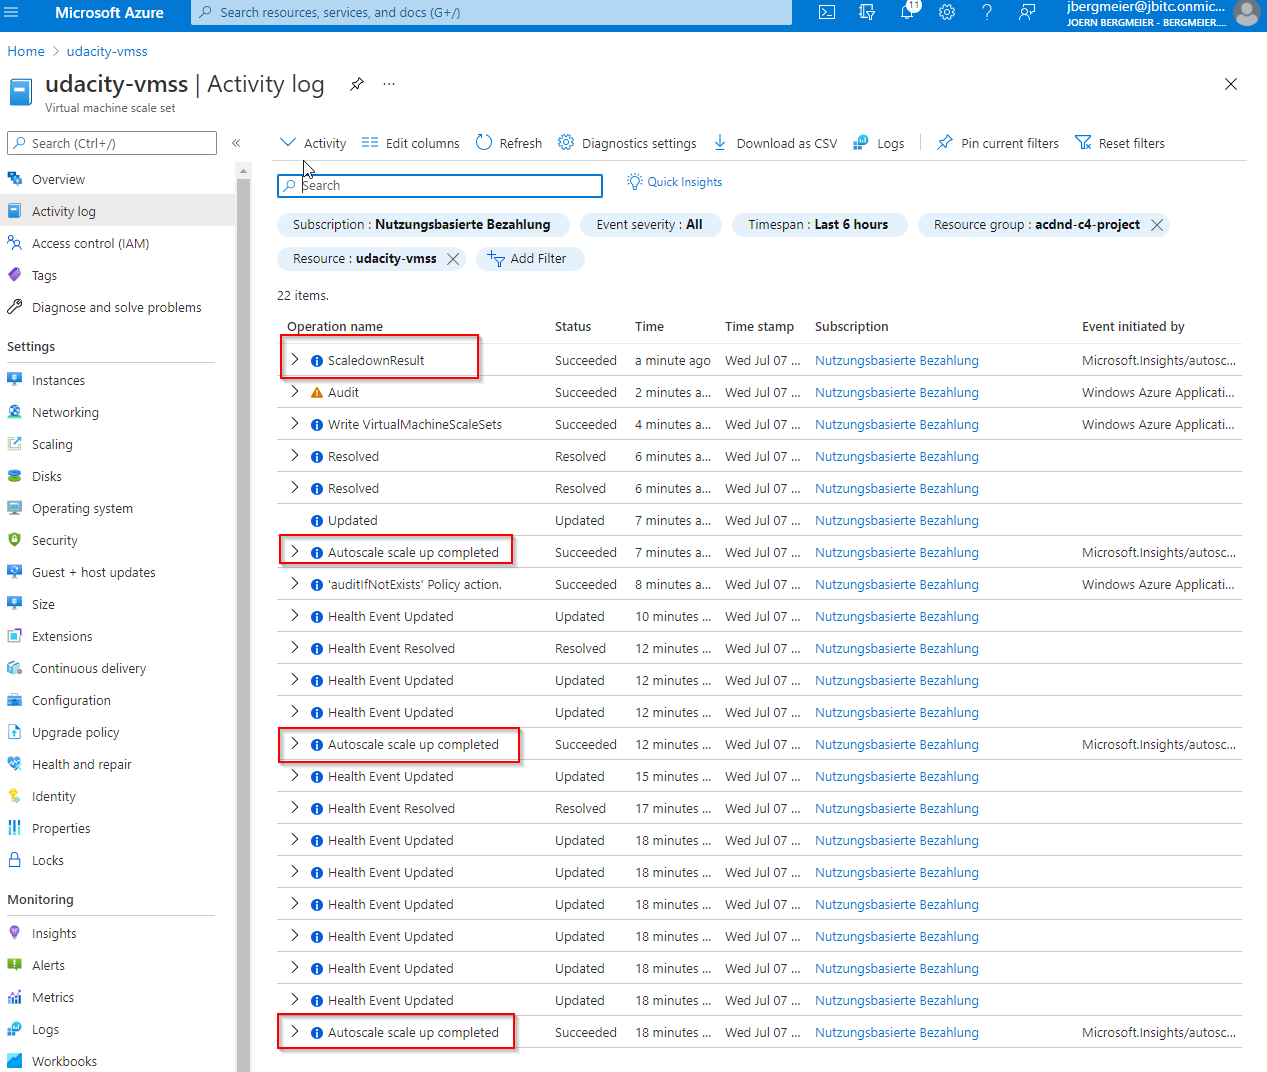 Microsoft Azure
Search resources, services, and docs (G+/)
11
jbergmeier@jbitc.onmic...
JOERN BERGMEIER - BERGMEIER....
Home > udacity-vmss
udacity-vmss | Activity log
...
Virtual machine scale set
Search (Ctrl+/)
«
Overview
Activity log
Access control (IAM)
Tags
Diagnose and solve problems
Settings
Instances
Networking
Scaling
Disks
Operating system
Security
Guest + host updates
Size
Extensions
Continuous delivery
Configuration
Upgrade policy
Health and repair
Identity
Properties
Locks
Monitoring
Insights
Alerts
Metrics
Logs
Workbooks
Activity Edit columns Refresh Diagnostics settings Download as CSV Logs Pin current filters Reset filters
Search
Quick Insights
Subscription : Nutzungsbasierte Bezahlung Event severity : All Timespan : Last 6 hours Resource group : acdnd-c4-project
Resource : udacity-vmss Add Filter
22 items.
Operation name Status Time Time stamp Subscription Event initiated by
ScaledownResult Succeeded a minute ago Wed Jul 07 ... Nutzungsbasierte Bezahlung Microsoft.Insights/autosc...
Audit Succeeded 2 minutes a... Wed Jul 07 ... Nutzungsbasierte Bezahlung Windows Azure Applicati...
Write VirtualMachineScaleSets Succeeded 4 minutes a... Wed Jul 07 ... Nutzungsbasierte Bezahlung Windows Azure Applicati...
Resolved Resolved 6 minutes a... Wed Jul 07 ... Nutzungsbasierte Bezahlung
Resolved Resolved 6 minutes a... Wed Jul 07 ... Nutzungsbasierte Bezahlung
Updated Updated 7 minutes a... Wed Jul 07 ... Nutzungsbasierte Bezahlung
Autoscale scale up completed Succeeded 7 minutes a... Wed Jul 07 ... Nutzungsbasierte Bezahlung Microsoft.Insights/autosc...
'auditIfNotExists' Policy action. Succeeded 8 minutes a... Wed Jul 07 ... Nutzungsbasierte Bezahlung Windows Azure Applicati...
Health Event Updated Updated 10 minutes ... Wed Jul 07 ... Nutzungsbasierte Bezahlung
Health Event Resolved Resolved 12 minutes ... Wed Jul 07 ... Nutzungsbasierte Bezahlung
Health Event Updated Updated 12 minutes ... Wed Jul 07 ... Nutzungsbasierte Bezahlung
Health Event Updated Updated 12 minutes ... Wed Jul 07 ... Nutzungsbasierte Bezahlung
Autoscale scale up completed Succeeded 12 minutes ... Wed Jul 07 ... Nutzungsbasierte Bezahlung Microsoft.Insights/autosc...
Health Event Updated Updated 15 minutes ... Wed Jul 07 ... Nutzungsbasierte Bezahlung
Health Event Resolved Resolved 17 minutes ... Wed Jul 07 ... Nutzungsbasierte Bezahlung
Health Event Updated Updated 18 minutes ... Wed Jul 07 ... Nutzungsbasierte Bezahlung
Health Event Updated Updated 18 minutes ... Wed Jul 07 ... Nutzungsbasierte Bezahlung
Health Event Updated Updated 18 minutes ... Wed Jul 07 ... Nutzungsbasierte Bezahlung
Health Event Updated Updated 18 minutes ... Wed Jul 07 ... Nutzungsbasierte Bezahlung
Health Event Updated Updated 18 minutes ... Wed Jul 07 ... Nutzungsbasierte Bezahlung
Health Event Updated Updated 18 minutes ... Wed Jul 07 ... Nutzungsbasierte Bezahlung
Autoscale scale up completed Succeeded 18 minutes ... Wed Jul 07 ... Nutzungsbasierte Bezahlung Microsoft.Insights/autosc...